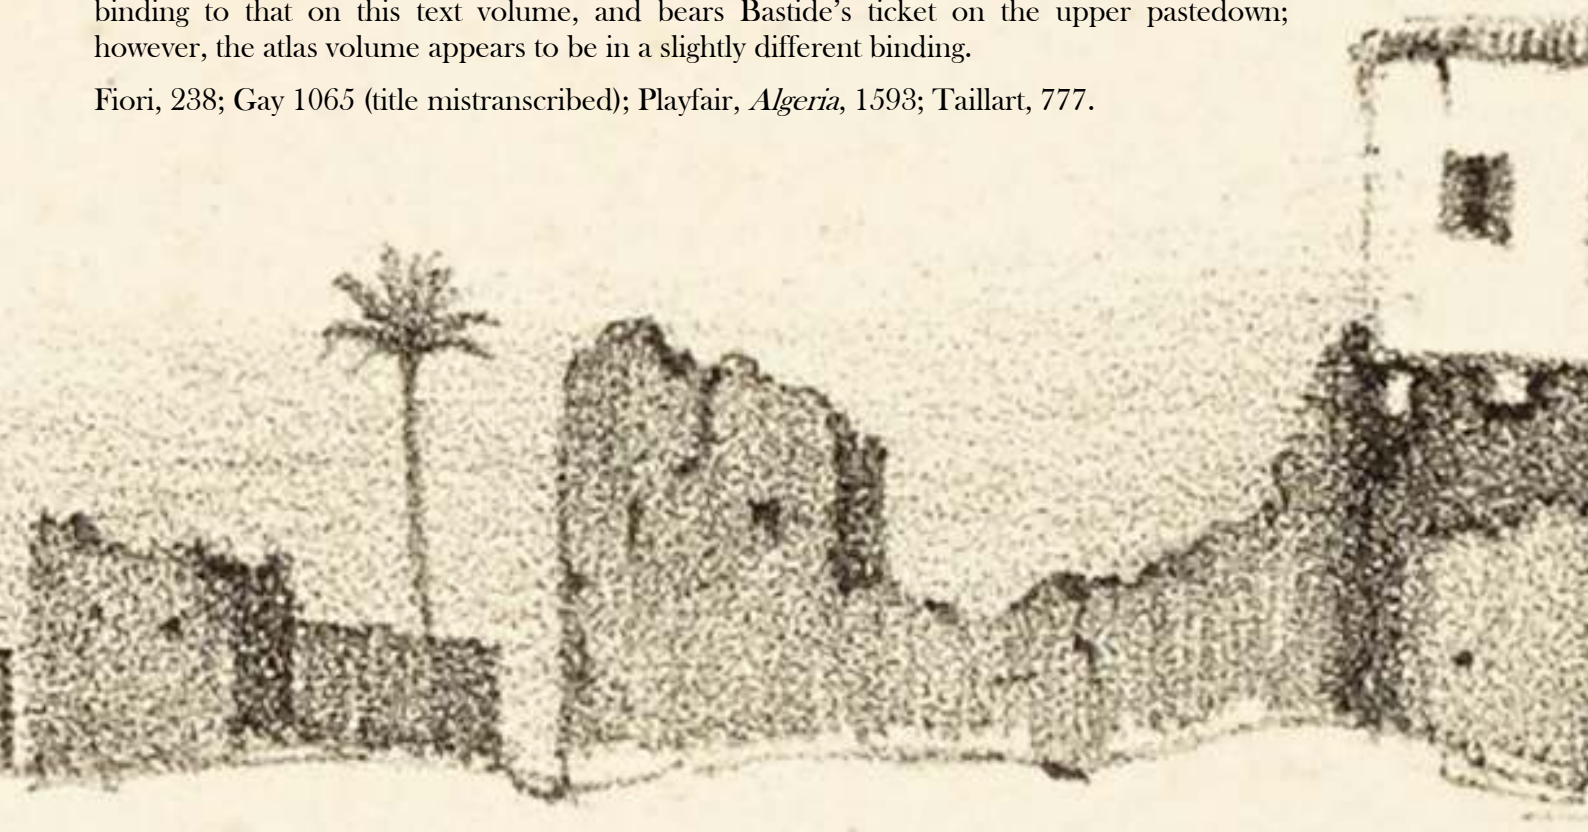 binding to that on this text volume, and bears Bastide’s ticket on the upper pastedown;
however, the atlas volume appears to be in a slightly different binding.
Fiori, 238; Gay 1065 (title mistranscribed); Playfair, Algeria, 1593; Taillart, 777.